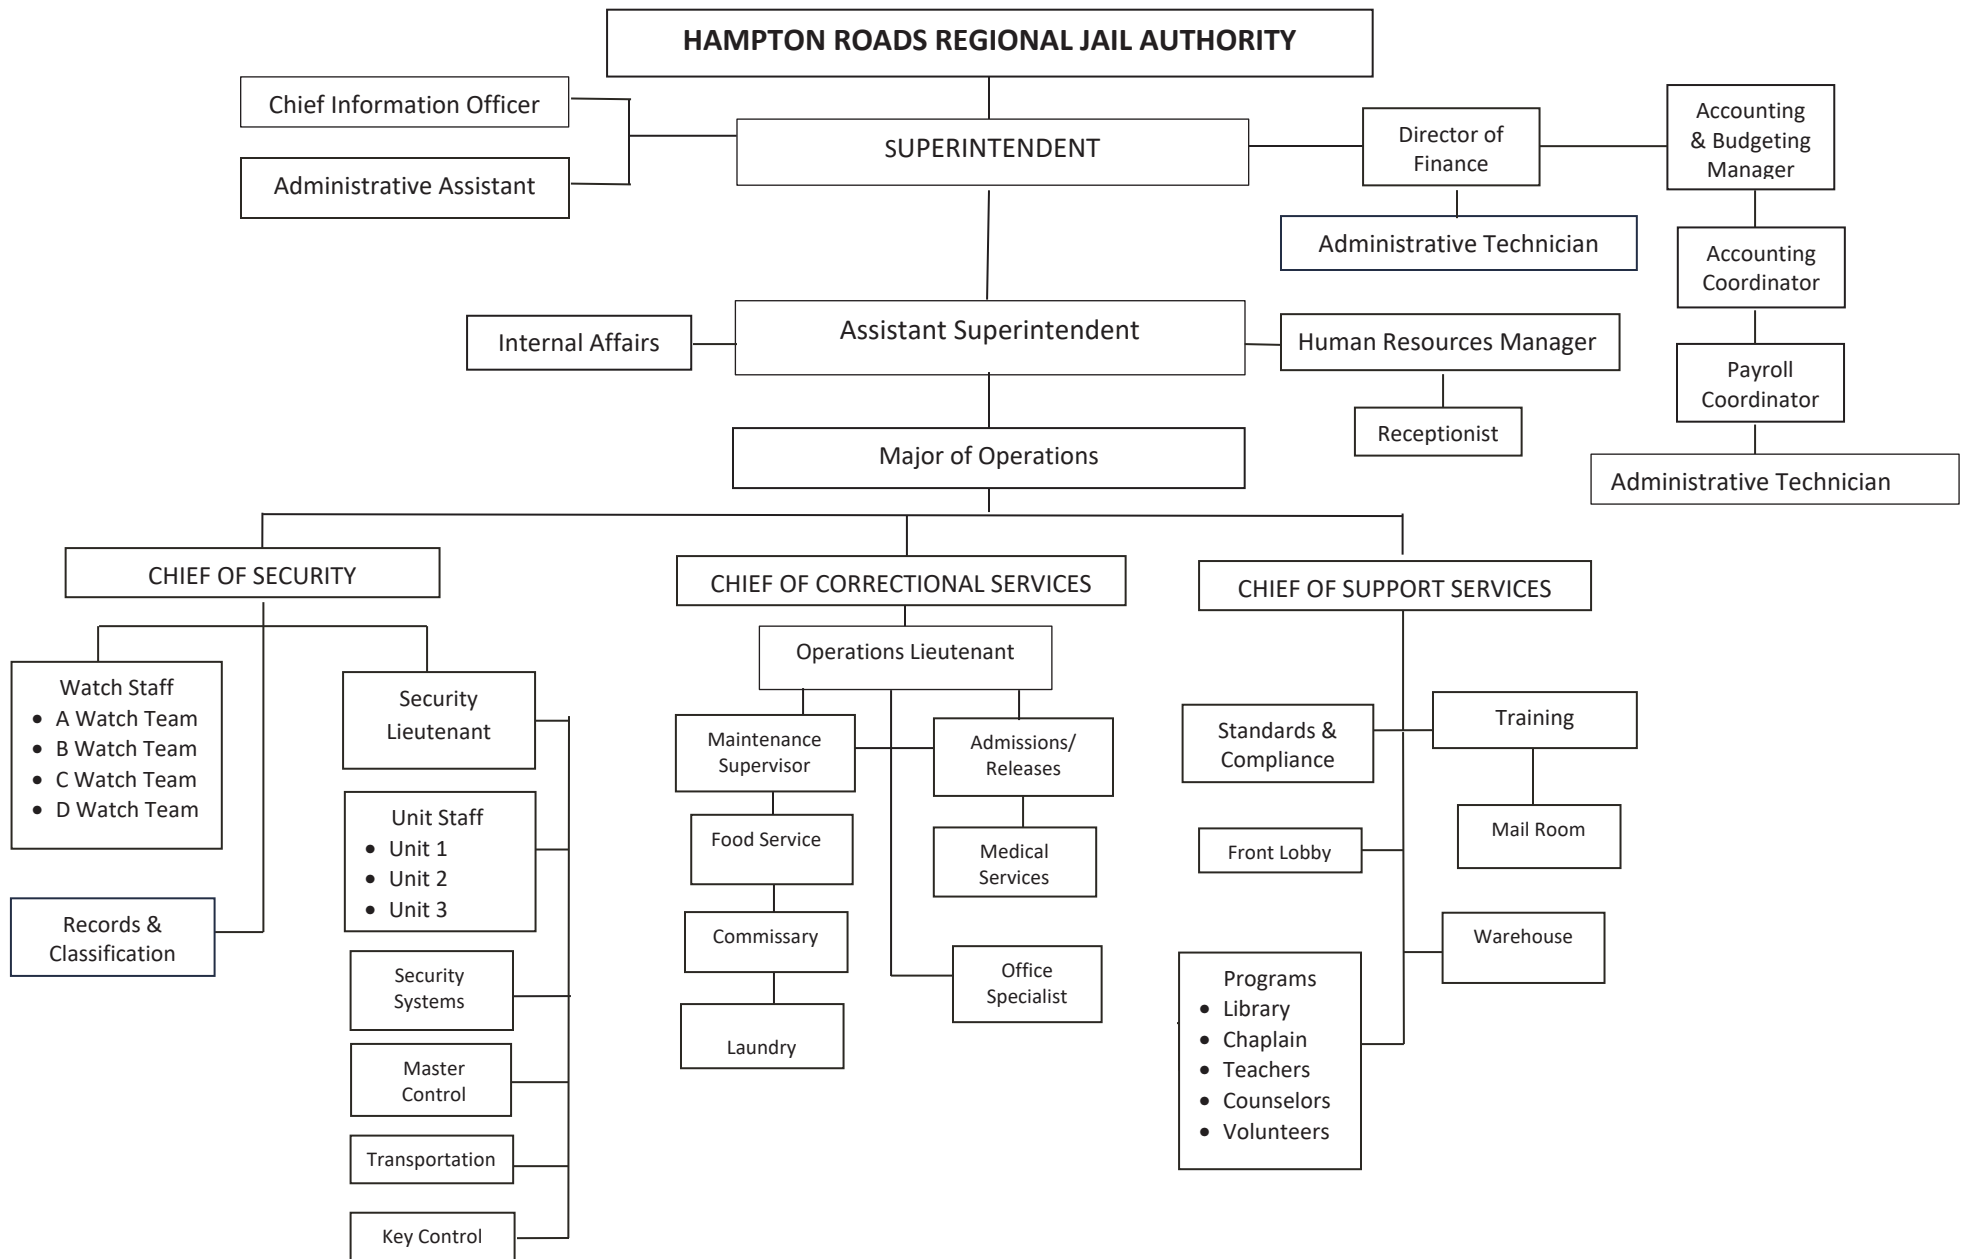 HAMPTON ROADS REGIONAL JAIL AUTHORITY
Chief Information Officer
Administrative Assistant
SUPERINTENDENT
Director of
Finance
Accounting
& Budgeting
Manager
Administrative Technician
Accounting
Coordinator
Internal Affairs
Assistant Superintendent
Human Resources Manager
Payroll
Coordinator
Receptionist
Major of Operations
Administrative Technician
CHIEF OF SECURITY
CHIEF OF CORRECTIONAL SERVICES
CHIEF OF SUPPORT SERVICES
Watch Staff
• A Watch Team
• B Watch Team
• C Watch Team
• D Watch Team
Records &
Classification
Security
Lieutenant
Unit Staff
• Unit 1
• Unit 2
• Unit 3
Security
Systems
Master
Control
Transportation
Key Control
Operations Lieutenant
Maintenance
Supervisor
Admissions/
Releases
Food Service
Medical
Services
Commissary
Office
Specialist
Laundry
Standards &
Compliance
Training
Mail Room
Front Lobby
Warehouse
Programs
• Library
• Chaplain
• Teachers
• Counselors
• Volunteers